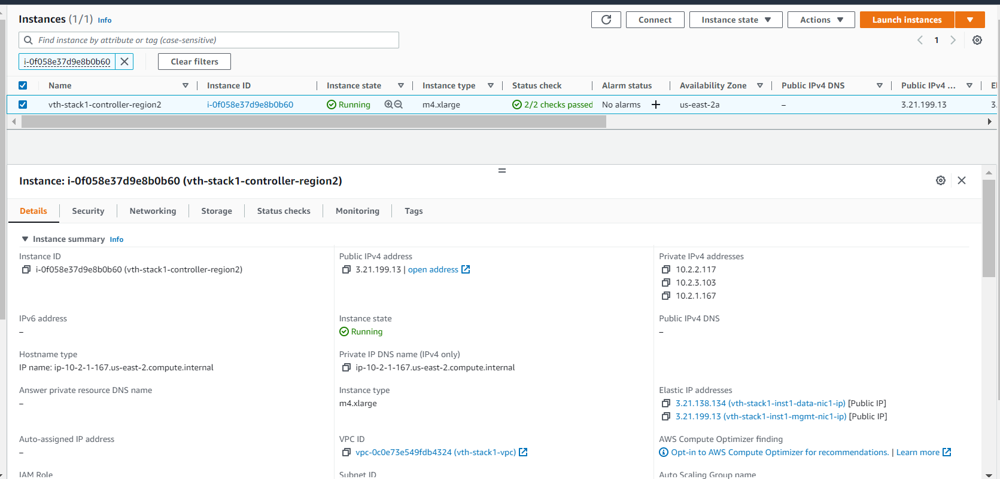 Instances (1/1) Info
Connect
Instance state
Actions
Launch instances
Find instance by attribute or tag (case-sensitive)
1
i-0f058e37d9e8b0b60
Clear filters
Name Instance ID Instance state Instance type Status check Alarm status Availability Zone Public IPv4 DNS Public IPv4 ... El
vth-stack1-controller-region2 i-0f058e37d9e8b0b60 Running m4.xlarge 2/2 checks passed No alarms + us-east-2a – 3.21.199.13 3.
Instance: i-0f058e37d9e8b0b60 (vth-stack1-controller-region2)
Details Security Networking Storage Status checks Monitoring Tags
Instance summary Info
Instance ID
i-0f058e37d9e8b0b60 (vth-stack1-controller-region2)
Public IPv4 address
3.21.199.13 | open address
Private IPv4 addresses
10.2.2.117
10.2.3.103
10.2.1.167
IPv6 address
–
Instance state
Running
Public IPv4 DNS
–
Hostname type
IP name: ip-10-2-1-167.us-east-2.compute.internal
Private IP DNS name (IPv4 only)
ip-10-2-1-167.us-east-2.compute.internal
Answer private resource DNS name
–
Instance type
m4.xlarge
Elastic IP addresses
3.21.138.134 (vth-stack1-inst1-data-nic1-ip) [Public IP]
3.21.199.13 (vth-stack1-inst1-mgmt-nic1-ip) [Public IP]
Auto-assigned IP address
–
VPC ID
vpc-0c0e73e549fdb4324 (vth-stack1-vpc)
AWS Compute Optimizer finding
Opt-in to AWS Compute Optimizer for recommendations. | Learn more
IAM Role
Subnet ID
Auto Scaling Group name